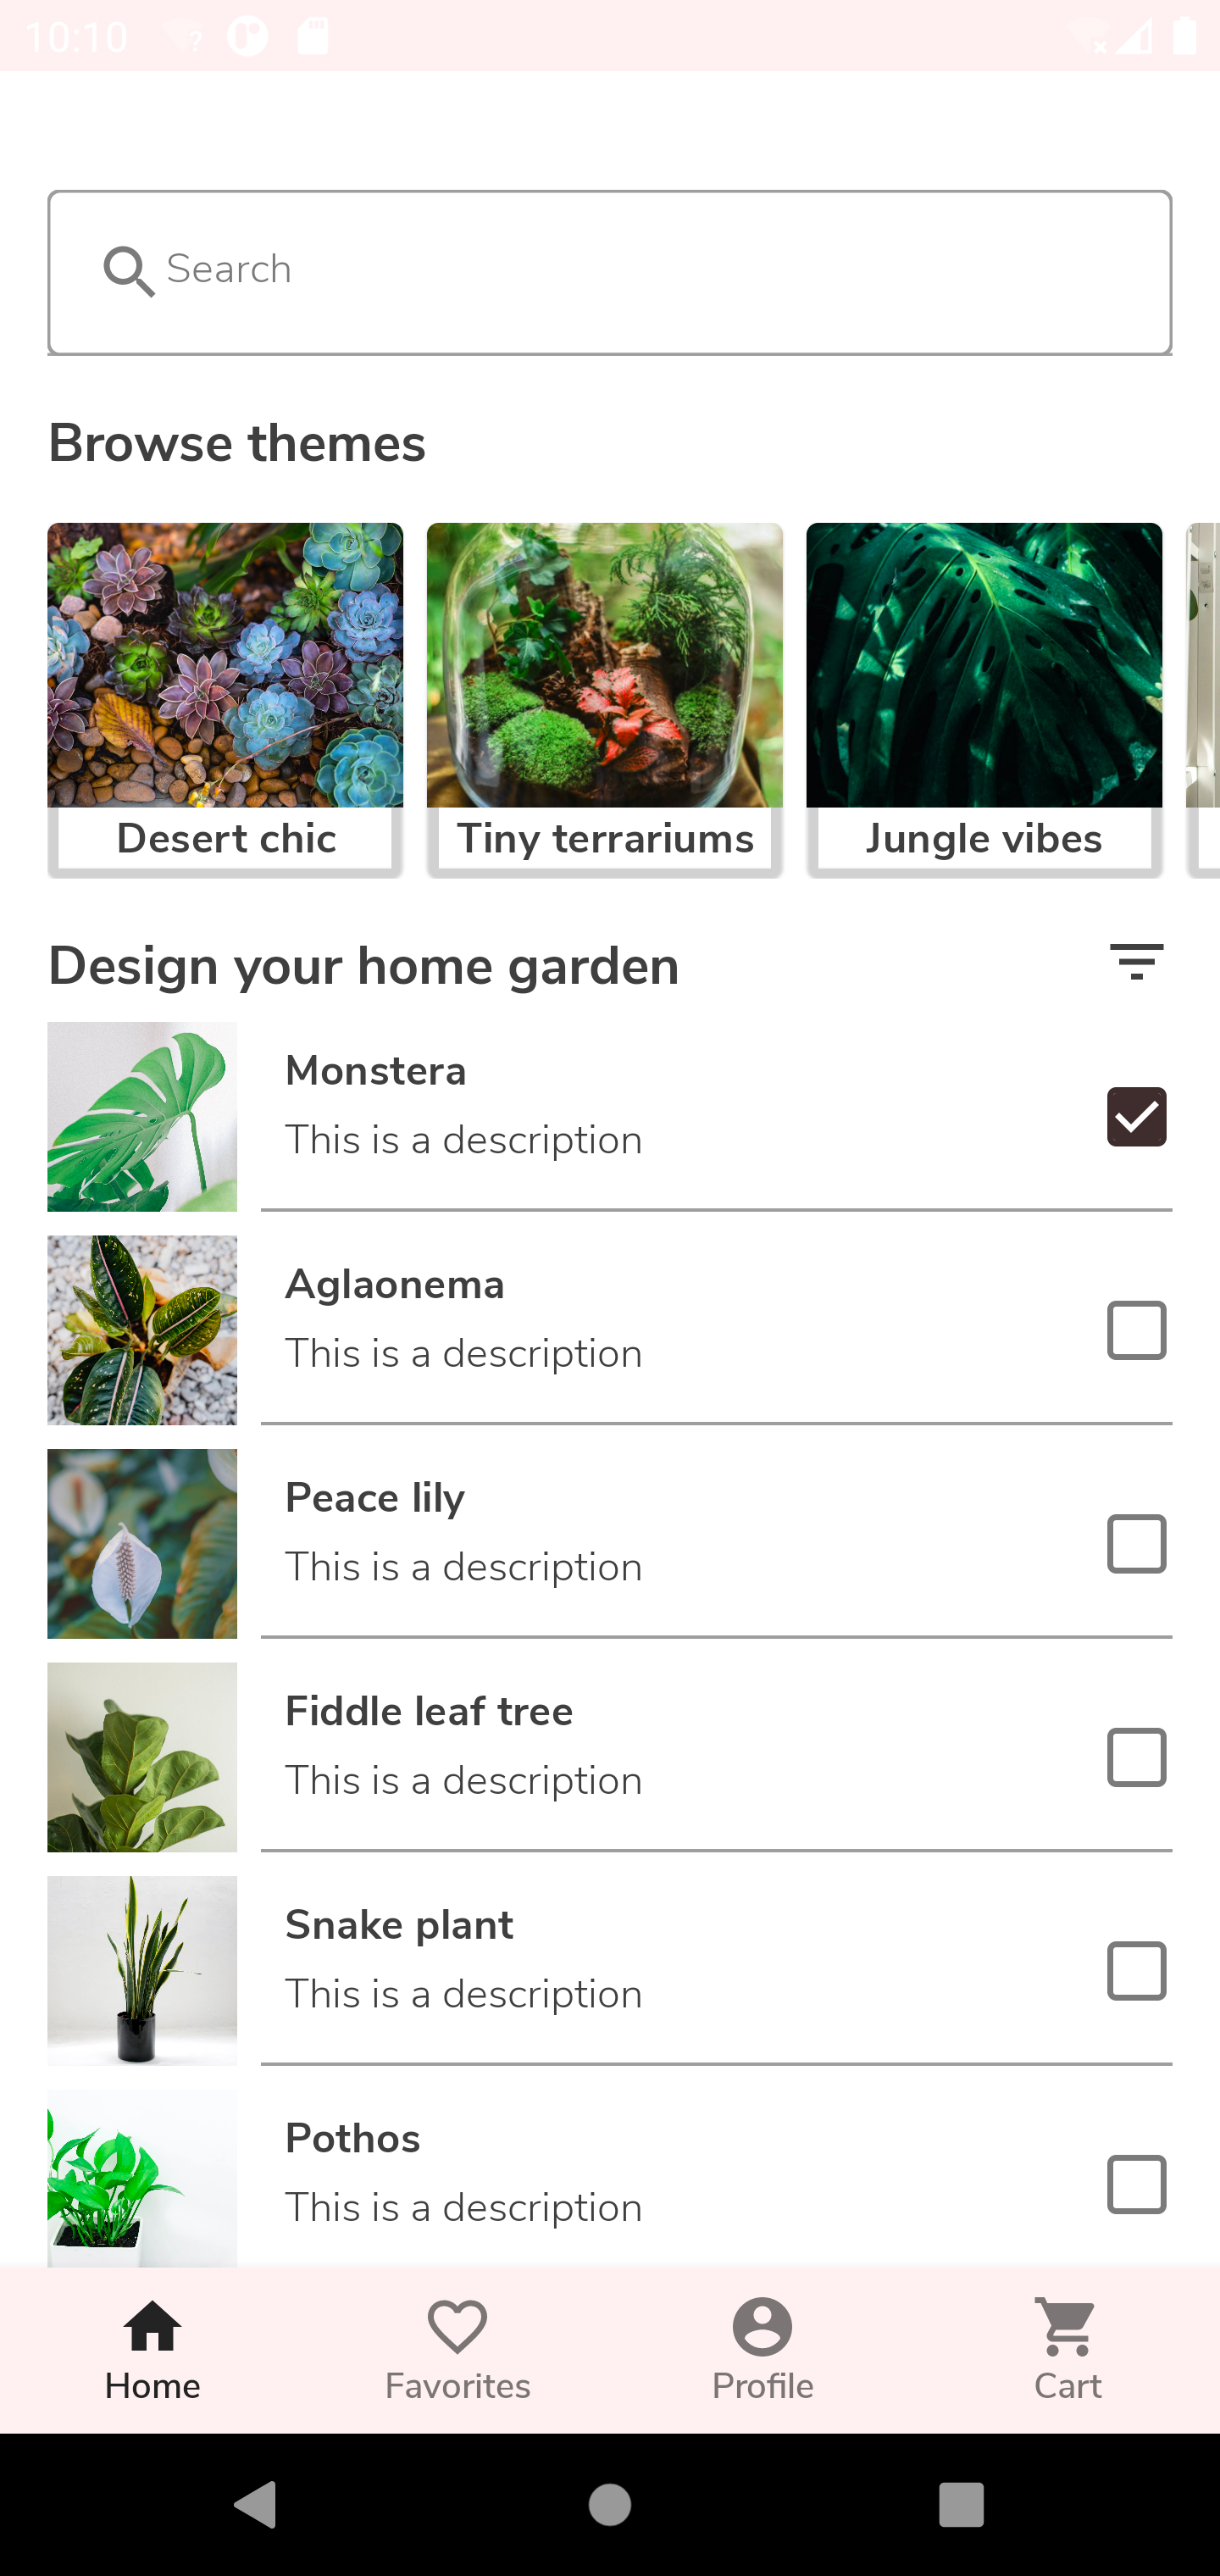 10:10
Search
Browse themes
Desert chic
Tiny terrariums
Jungle vibes
Design your home garden
Monstera
This is a description
Aglaonema
This is a description
Peace lily
This is a description
Fiddle leaf tree
This is a description
Snake plant
This is a description
Pothos
This is a description
Home
Favorites
Profile
Cart